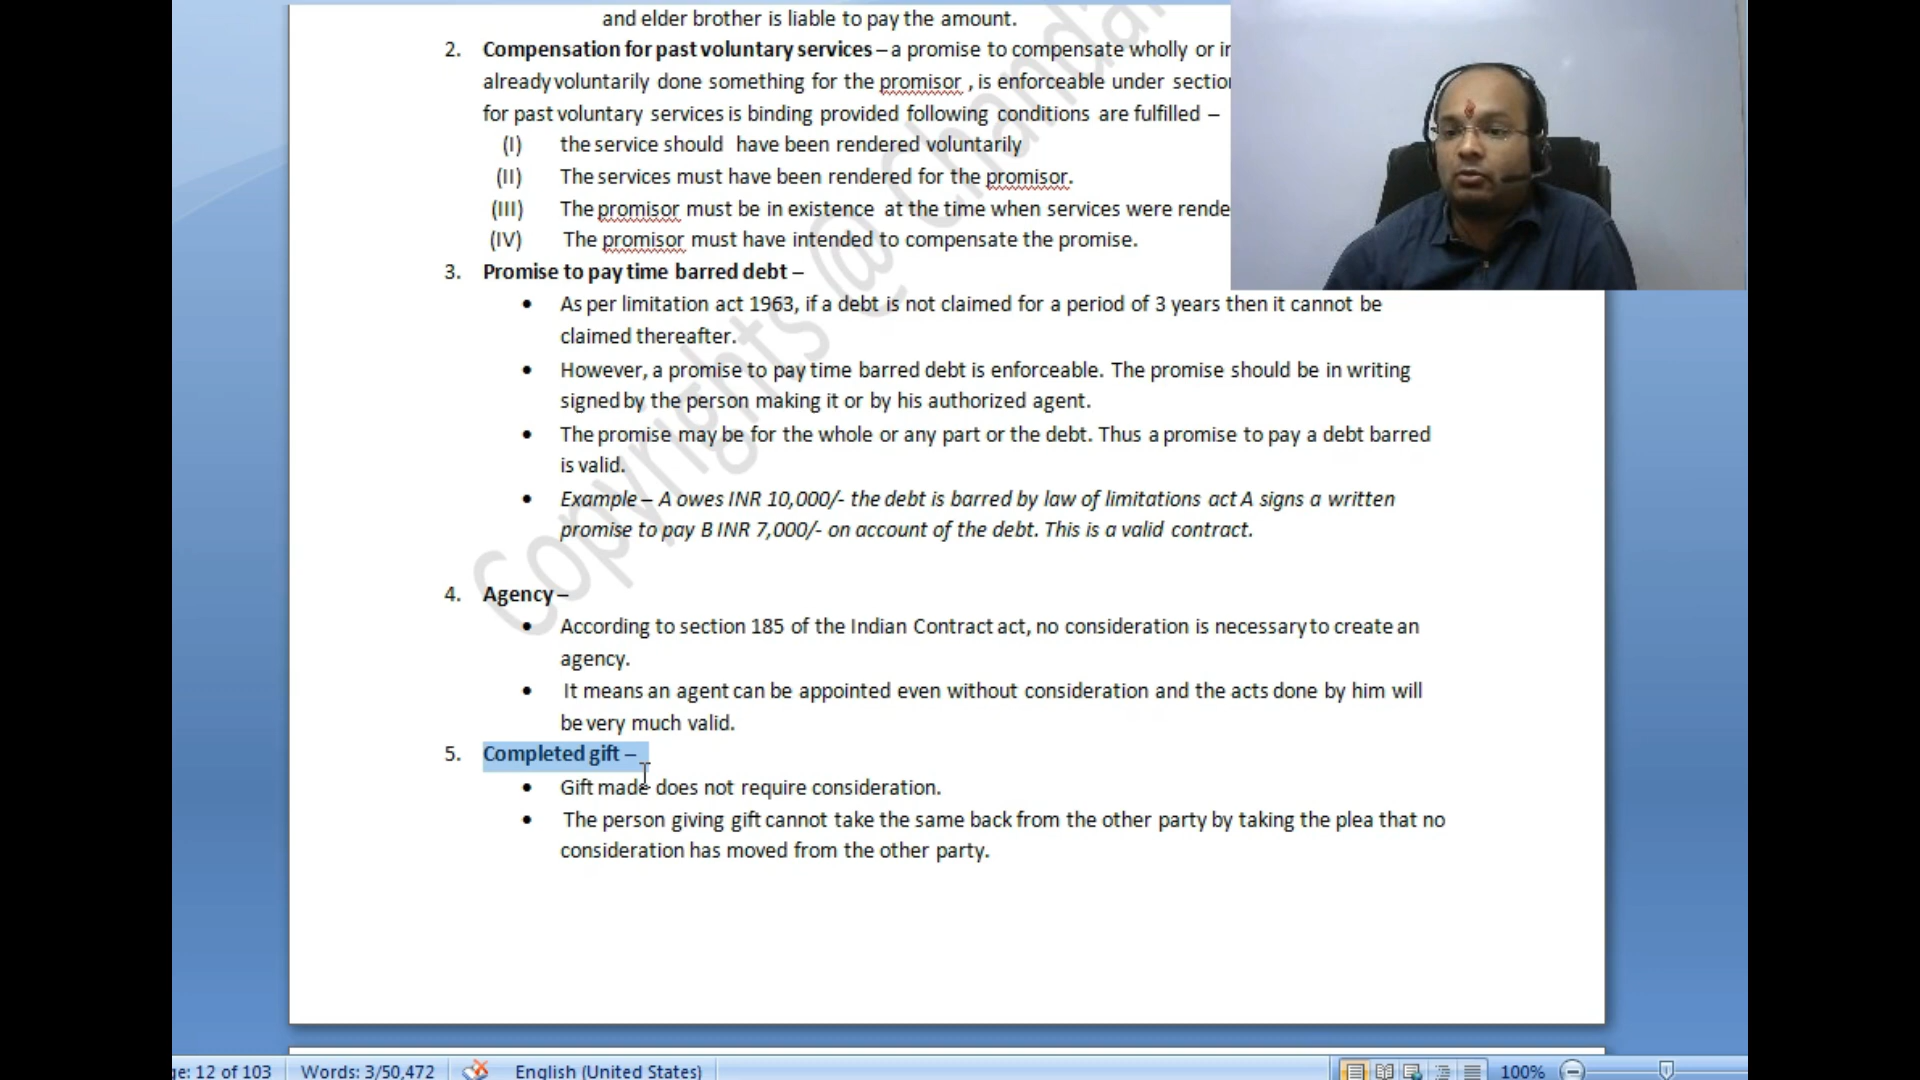 and elder brother is liable to pay the amount.
2. Compensation for past voluntary services – a promise to compensate wholly or in
already voluntarily done something for the promisor , is enforceable under section
for past voluntary services is binding provided following conditions are fulfilled –
(I) the service should have been rendered voluntarily
(II) The services must have been rendered for the promisor.
(III) The promisor must be in existence at the time when services were rende
(IV) The promisor must have intended to compensate the promise.
3. Promise to pay time barred debt –
• As per limitation act 1963, if a debt is not claimed for a period of 3 years then it cannot be
claimed thereafter.
• However, a promise to pay time barred debt is enforceable. The promise should be in writing
signed by the person making it or by his authorized agent.
• The promise may be for the whole or any part or the debt. Thus a promise to pay a debt barred
is valid.
• Example – A owes INR 10,000/- the debt is barred by law of limitations act A signs a written
promise to pay B INR 7,000/- on account of the debt. This is a valid contract.
4. Agency –
• According to section 185 of the Indian Contract act, no consideration is necessary to create an
agency.
• It means an agent can be appointed even without consideration and the acts done by him will
be very much valid.
5. Completed gift –
• Gift made does not require consideration.
• The person giving gift cannot take the same back from the other party by taking the plea that no
consideration has moved from the other party.
Copyrights @ Chanda
ge: 12 of 103 Words: 3/50,472 English (United States) 100%